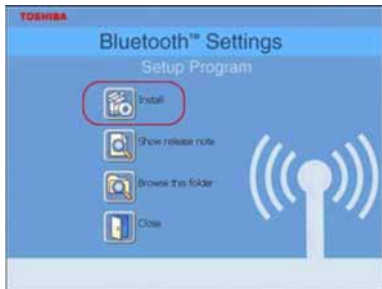 TOSHIBA
Bluetooth™ Settings
Setup Program
Install
Show release note
Browse this folder
Close